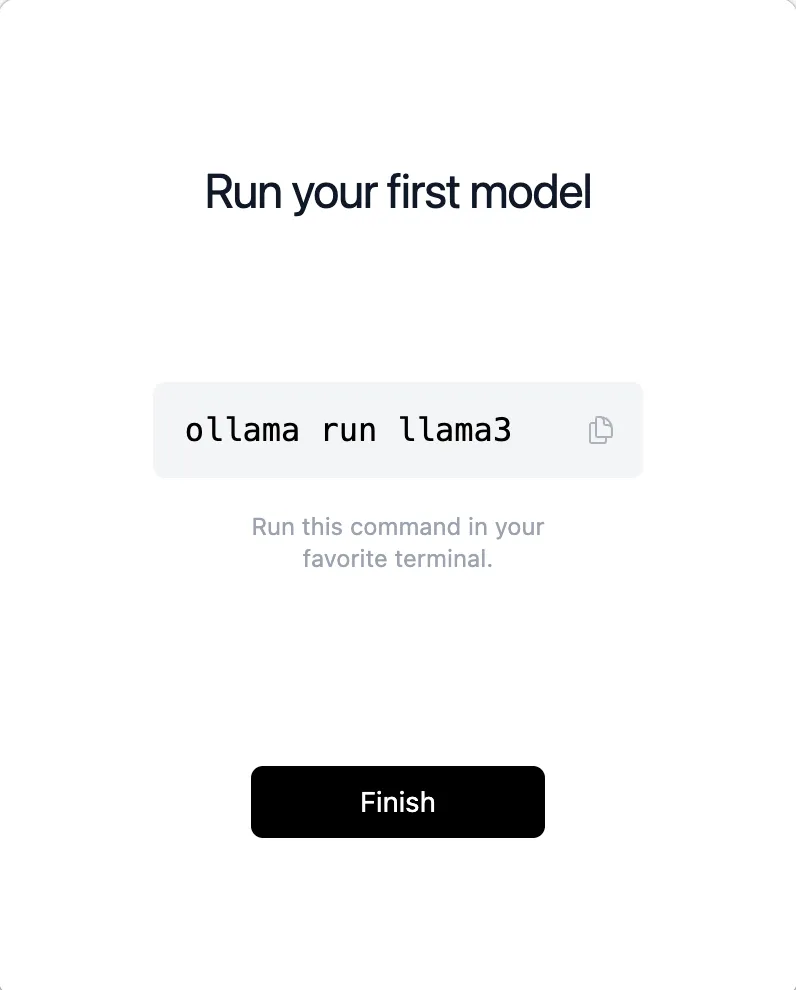 Run your first model
ollama run llama3
Run this command in your
favorite terminal.
Finish